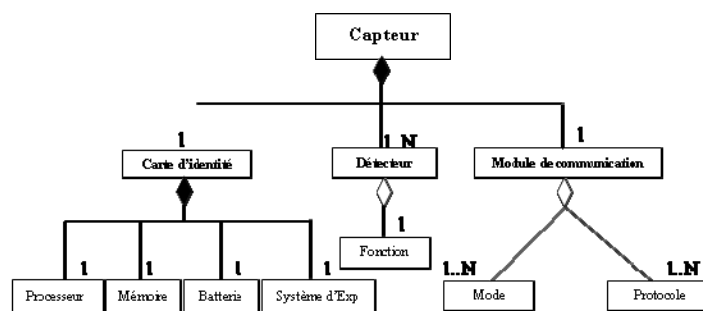 Capteur
1
1..N
1
Carte d'identité
Détecteur
Module de communication
1
1
1
1
1
1..N
1..N
Fonction
Processeur
Mémoire
Batterie
Système d'Exp
Mode
Protocole